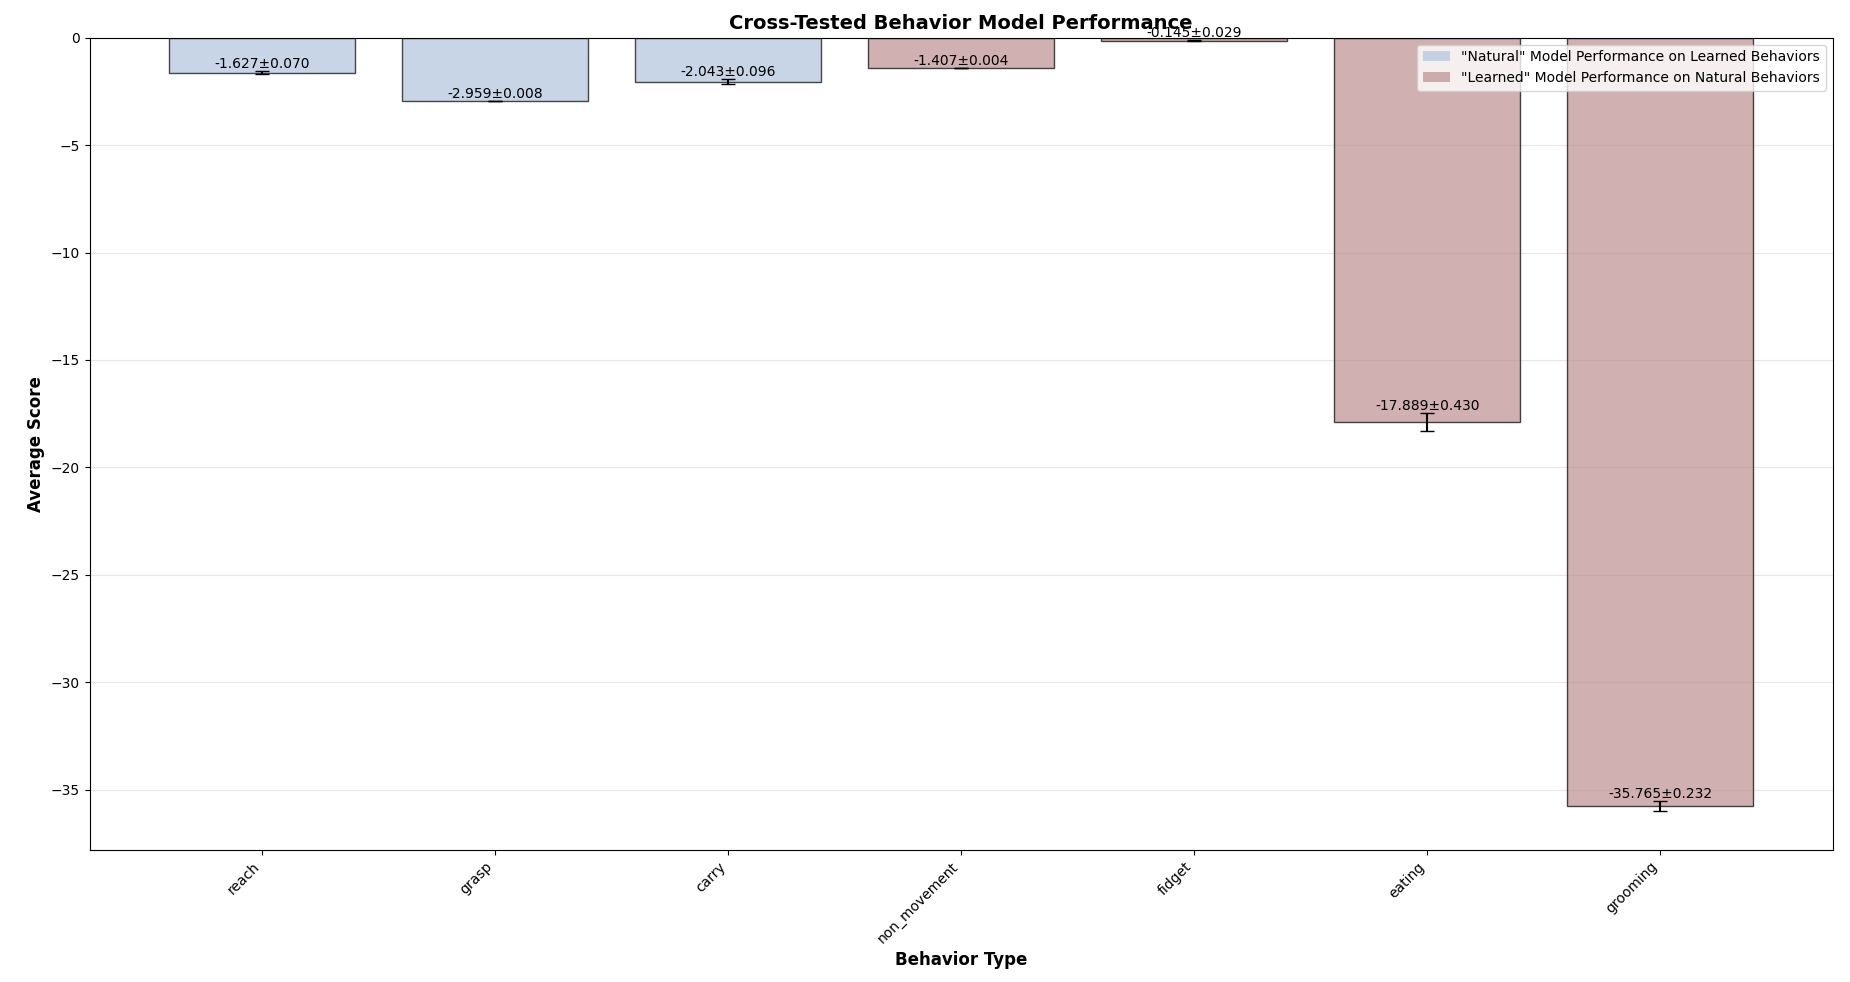 Cross-Tested Behavior Model Performance
"Natural" Model Performance on Learned Behaviors
"Learned" Model Performance on Natural Behaviors
-1.627±0.070
-2.959±0.008
-2.043±0.096
-1.407±0.004
-0.145±0.029
-17.889±0.430
-35.765±0.232
Average Score
0
−5
−10
−15
−20
−25
−30
−35
reach
grasp
carry
non_movement
fidget
eating
grooming
Behavior Type